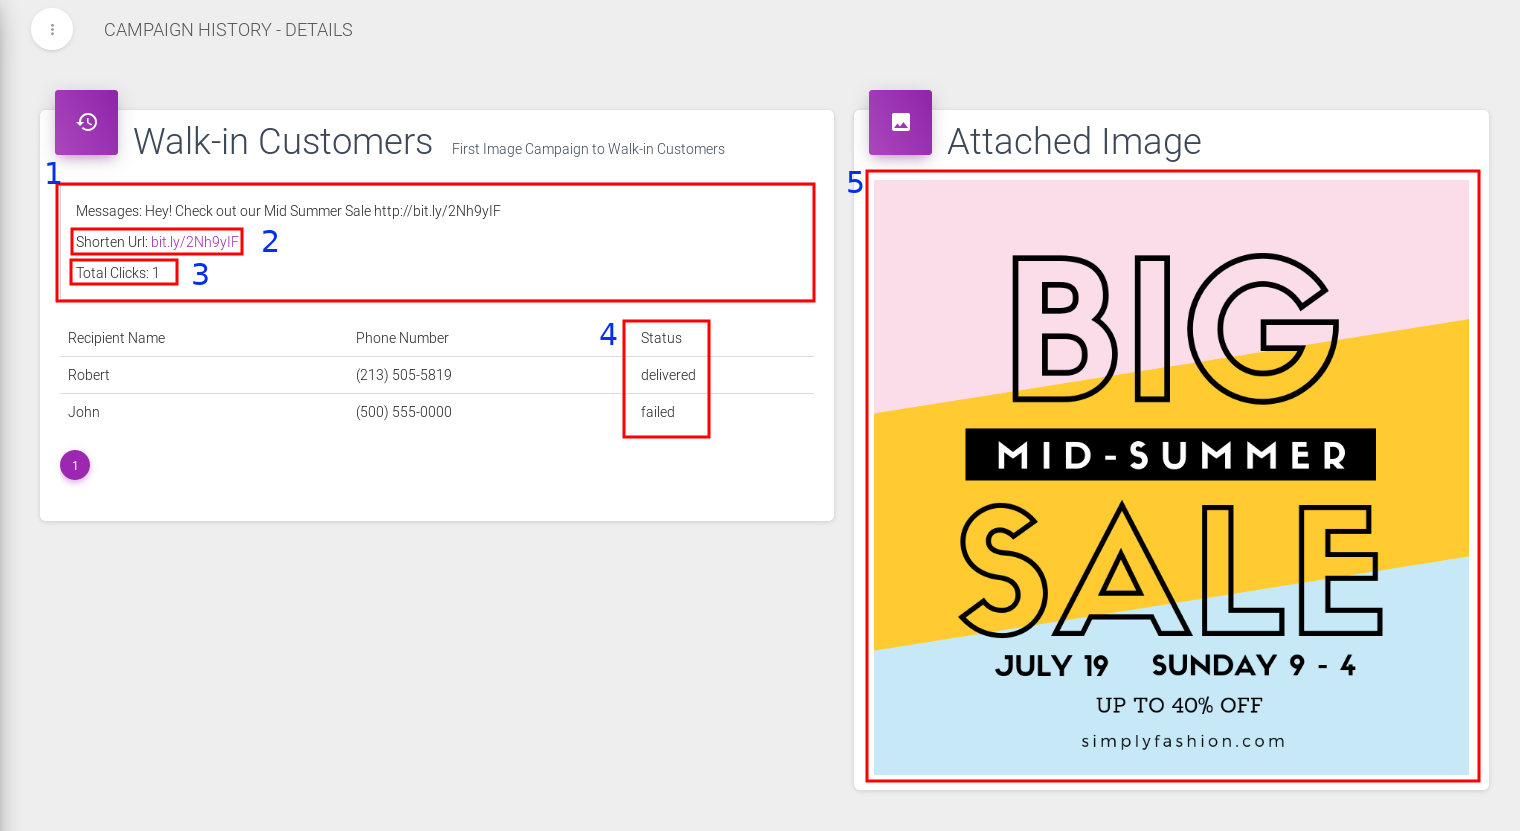 CAMPAIGN HISTORY - DETAILS
Walk-in Customers First Image Campaign to Walk-in Customers
1
Messages: Hey! Check out our Mid Summer Sale http://bit.ly/2Nh9yIF
Shorten Url: bit.ly/2Nh9yIF 2
Total Clicks: 1 3
4
Recipient Name Phone Number Status
Robert (213) 505-5819 delivered
John (500) 555-0000 failed
1
Attached Image
5
BIG
MID-SUMMER
SALE
JULY 19 SUNDAY 9 - 4
UP TO 40% OFF
simplyfashion.com